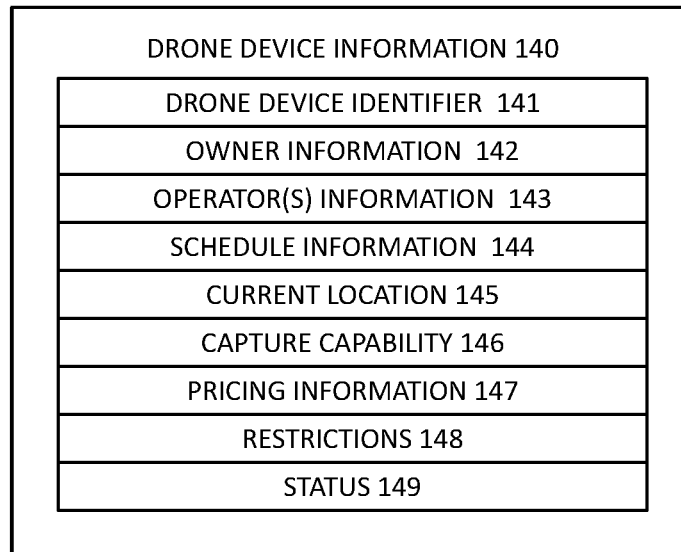 DRONE DEVICE INFORMATION 140
DRONE DEVICE IDENTIFIER 141
OWNER INFORMATION 142
OPERATOR(S) INFORMATION 143
SCHEDULE INFORMATION 144
CURRENT LOCATION 145
CAPTURE CAPABILITY 146
PRICING INFORMATION 147
RESTRICTIONS 148
STATUS 149